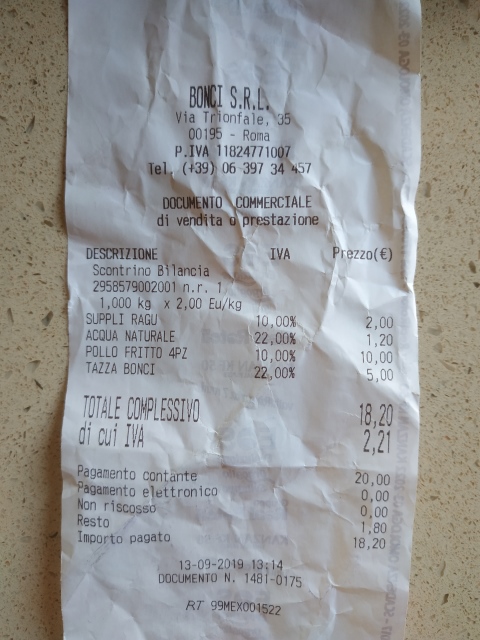 BONCI S.R.L.
Via Trionfale, 35
00195 - Roma
P.IVA 11824771007
Tel. (+39) 06 397 34 457
DOCUMENTO COMMERCIALE
di vendita o prestazione
DESCRIZIONE IVA Prezzo(€)
Scontrino Bilancia
2958579002001 n.r. 1
1,000 kg x 2,00 Eu/kg
SUPPLI RAGU 10,00% 2,00
ACQUA NATURALE 22,00% 1,20
POLLO FRITTO 4PZ 10,00% 10,00
TAZZA BONCI 22,00% 5,00
TOTALE COMPLESSIVO 18,20
di cui IVA 2,21
Pagamento contante 20,00
Pagamento elettronico 0,00
Non riscosso 0,00
Resto 1,80
Importo pagato 18,20
13-09-2019 13:14
DOCUMENTO N. 1481-0175
RT 99MEX001522